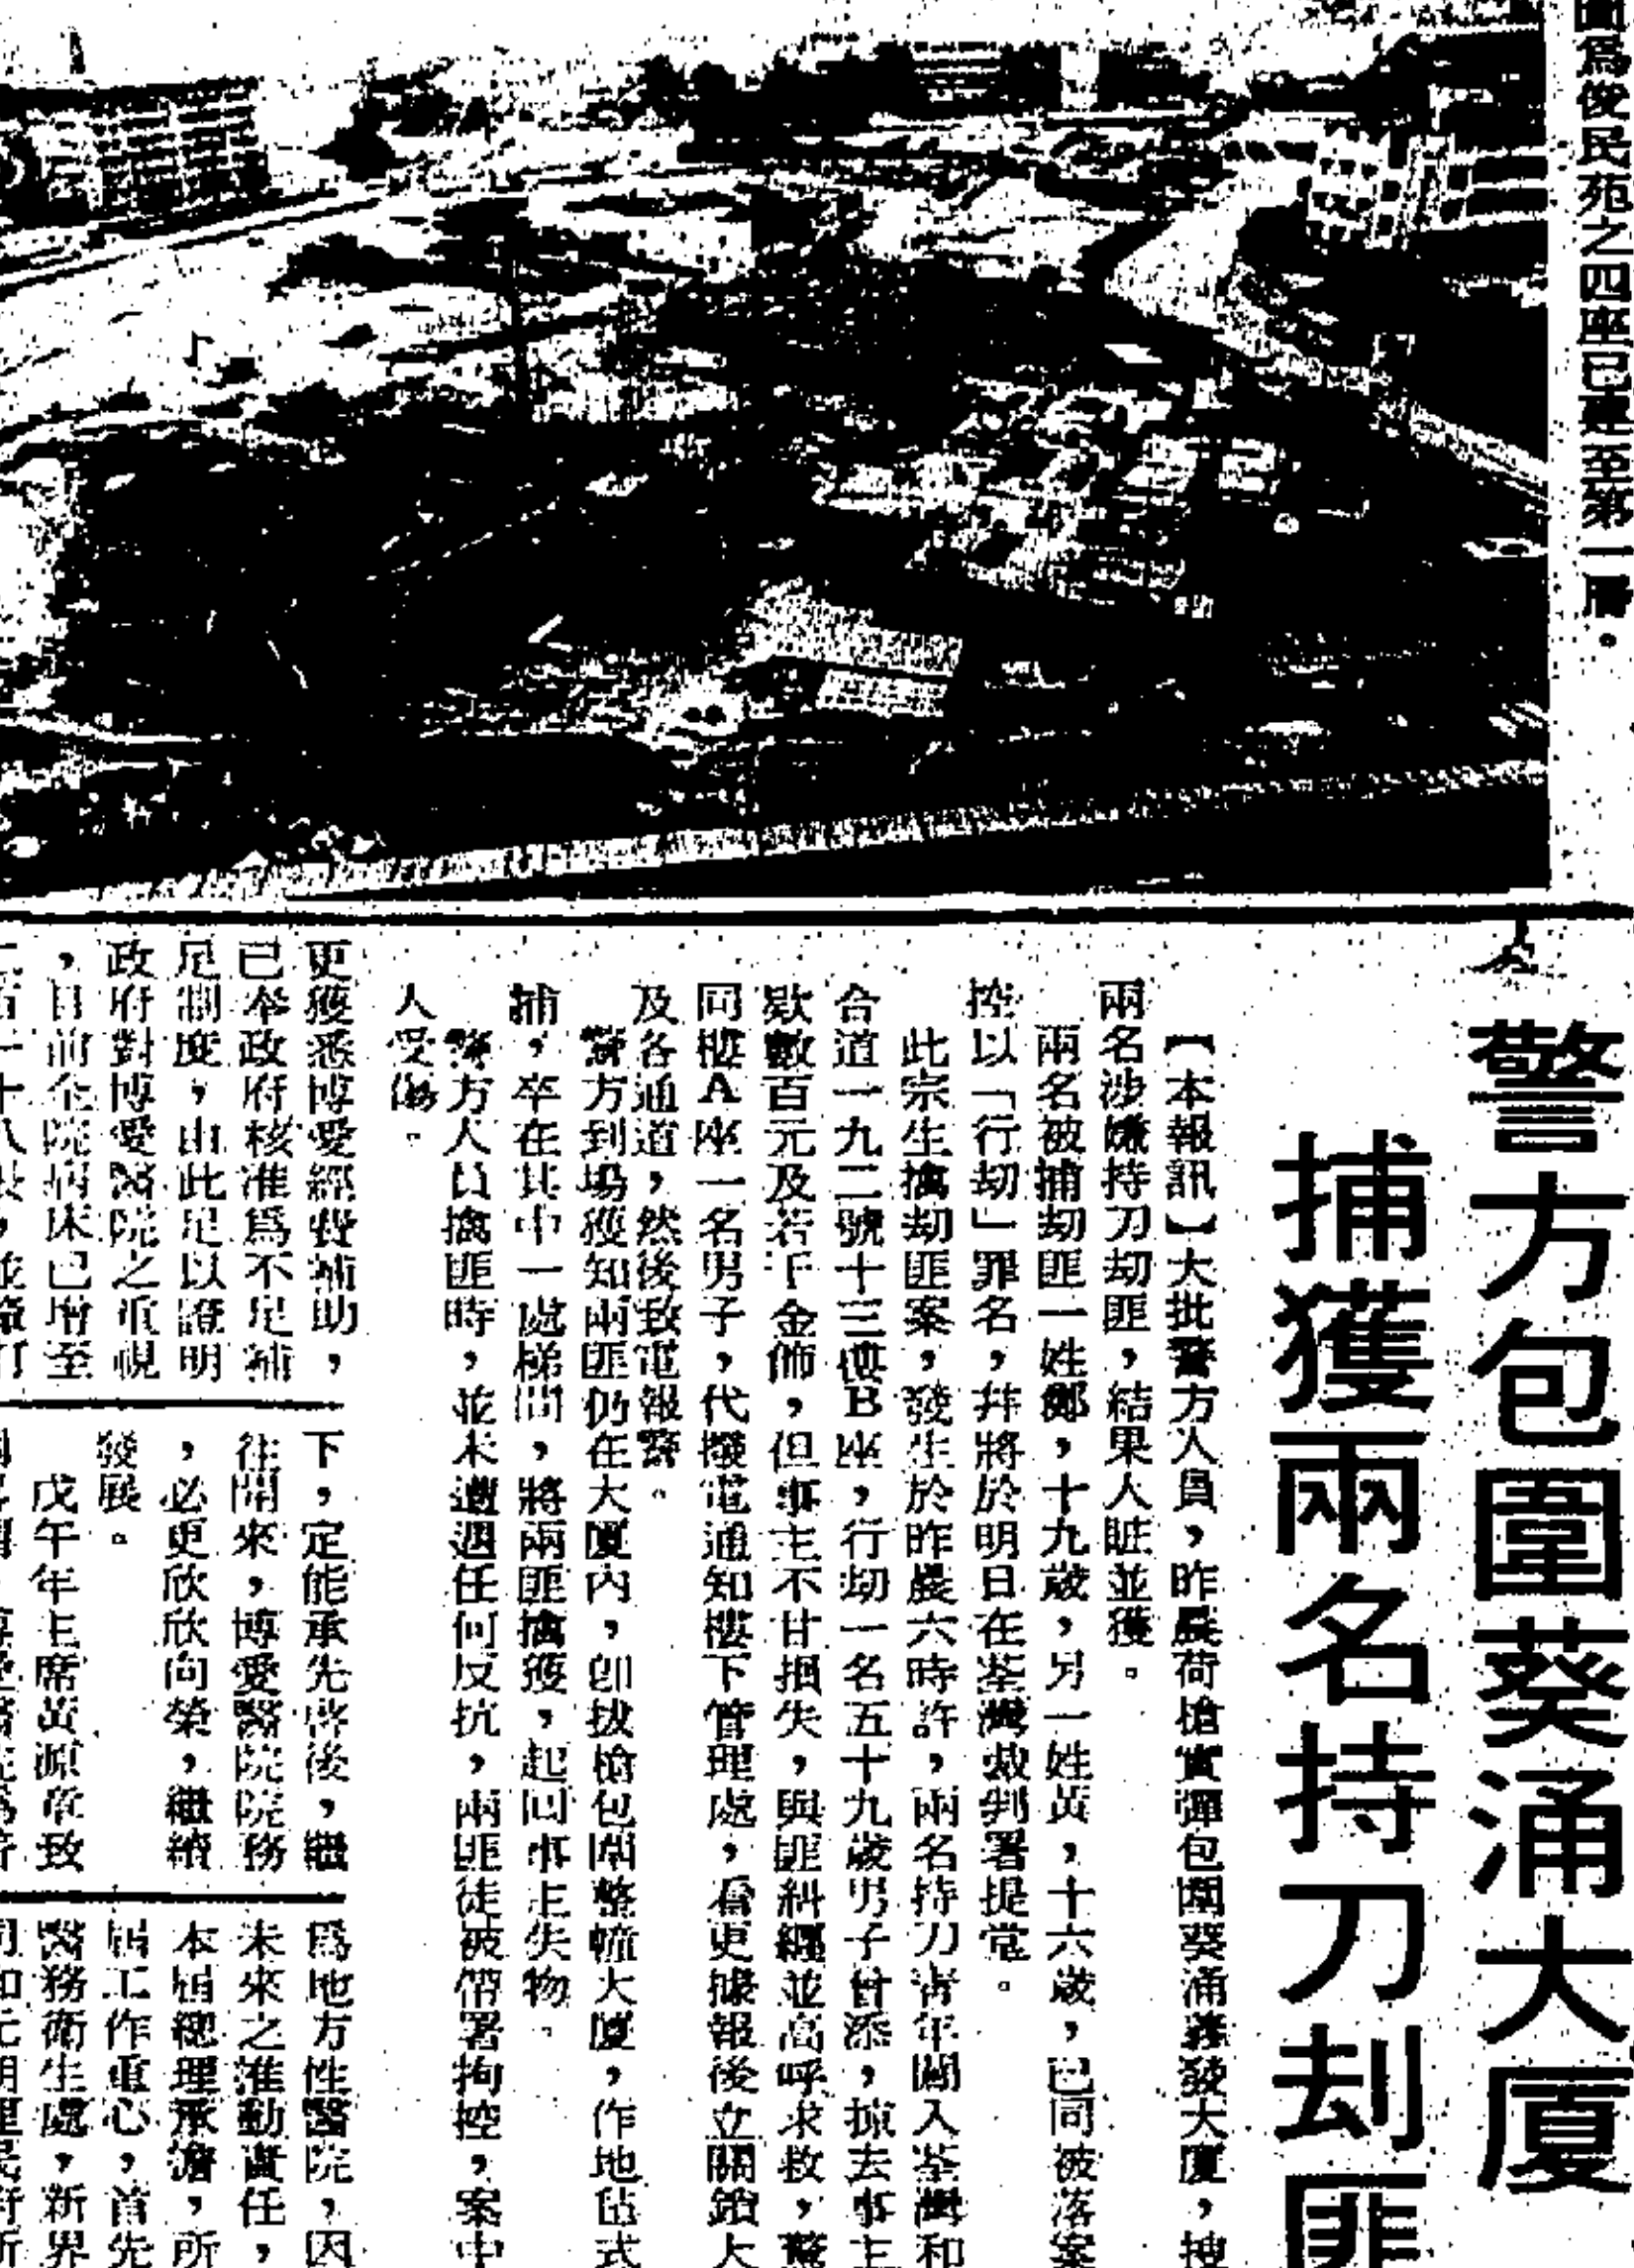 圖為俊民苑之四座已建至第一層。
警方包圍葵涌大廈
捕獲兩名持刀刦匪
【本報訊】大批警方人員，昨晨荷槍實彈包圍葵涌發大廈，搜
兩名涉嫌持刀刧匪，結果人賍並獲。
兩名被捕刧匪一姓鄭，十九歲，另一姓黃，十六歲，已同被落案
控以「行刧」罪名，幷將於明日在荃灣裁判署提堂。
此宗生擒刧匪案，發生於昨晨六時許，兩名持刀靑年闖入荃灣和
合道一九二號十三樓B座，行刧一名五十九歲男子曾添，掠去事主
欵數百元及若干金飾，但事主不甘損失，與匪糾纏並高呼求救，驚
同樓A座一名男子，代撥電通知樓下管理處，看更據報後立關鎖大
及各通道，然後致電報警。
警方到塲獲知兩匪仍在大廈內，卽拔槍包圍整幢大廈，作地氈式
捕，卒在其中一處梯間，將兩匪擒獲，起回事主失物。
警方人員擒匪時，並未遭遇任何反抗，兩匪徒被帶署拘控，案中
人受傷。
更獲悉博愛經費補助，
已奉政府核准爲不足補
足制度，由此足以證明
政府對博愛醫院之重視
，目前全院病床已增至
下，定能承先啓後，繼
往開來，博愛醫院院務
，必更欣欣向榮，繼續
發展。
戊午年主席黃源章致
爲地方性醫院，因
未來之推動責任，
本屆總理承擔，所
屆工作重心，首先
醫務衛生處，新界